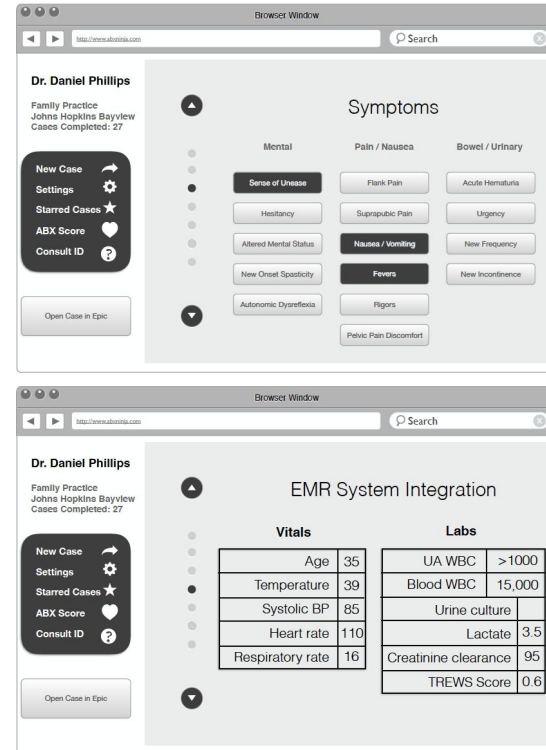 Browser Window
http://www.abxninja.com
Search
Dr. Daniel Phillips
Family Practice
Johns Hopkins Bayview
Cases Completed: 27
New Case
Settings
Starred Cases
ABX Score
Consult ID
?
Open Case in Epic
Symptoms
Mental
Pain / Nausea
Bowel / Urinary
Sense of Unease
Flank Pain
Acute Hematuria
Hesitancy
Suprapubic Pain
Urgency
Altered Mental Status
Nausea / Vomiting
New Frequency
New Onset Spasticity
Fevers
New Incontinence
Autonomic Dysreflexia
Rigors
Pelvic Pain Discomfort
Browser Window
http://www.abxninja.com
Search
Dr. Daniel Phillips
Family Practice
Johns Hopkins Bayview
Cases Completed: 27
New Case
Settings
Starred Cases
ABX Score
Consult ID
?
Open Case in Epic
EMR System Integration
Vitals
Age 35
Temperature 39
Systolic BP 85
Heart rate 110
Respiratory rate 16
Labs
UA WBC >1000
Blood WBC 15,000
Urine culture
Lactate 3.5
Creatinine clearance 95
TREWS Score 0.6